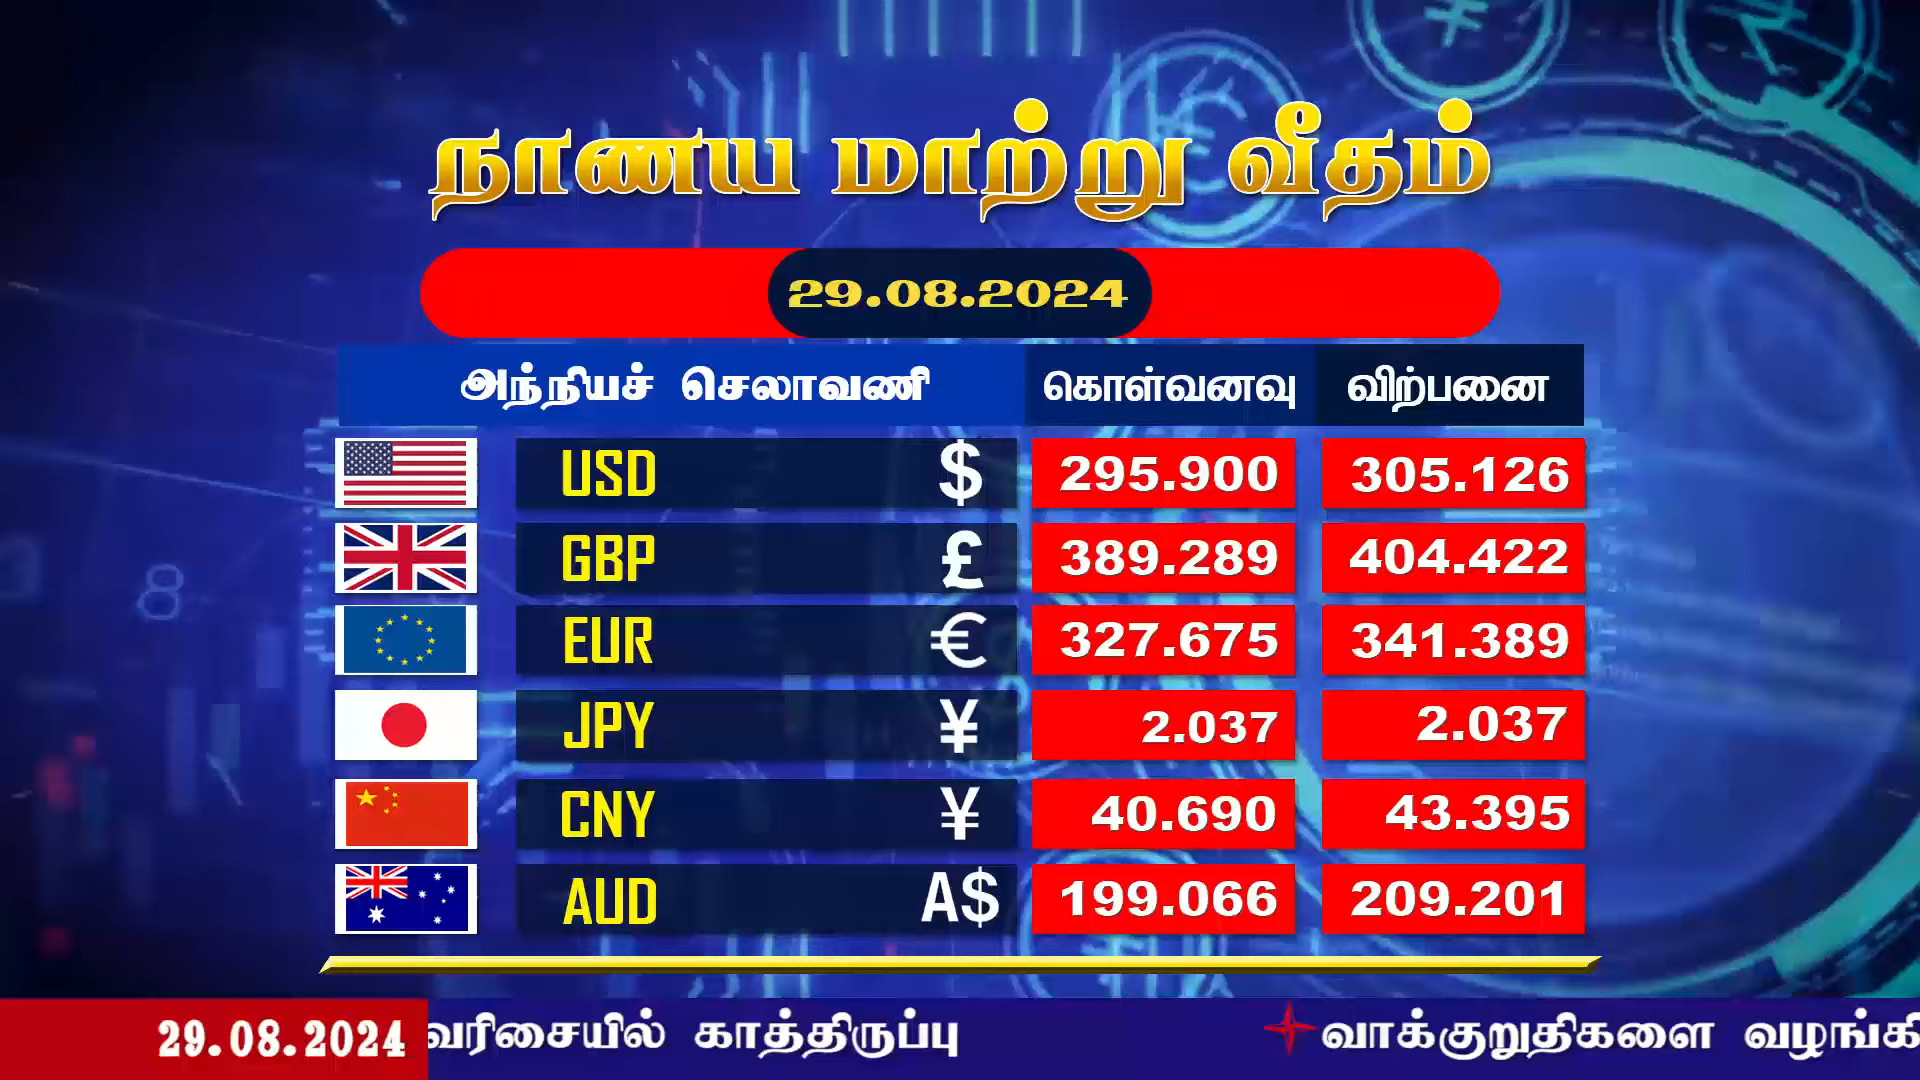 நாணய மாற்று வீதம்
29.08.2024
அந்நியச் செலாவணி கொள்வனவு விற்பனை
USD $ 295.900 305.126
GBP £ 389.289 404.422
EUR € 327.675 341.389
JPY ¥ 2.037 2.037
CNY ¥ 40.690 43.395
AUD A$ 199.066 209.201
29.08.2024 வரிசையில் காத்திருப்பு வாக்குறுதிகளை வழங்கி